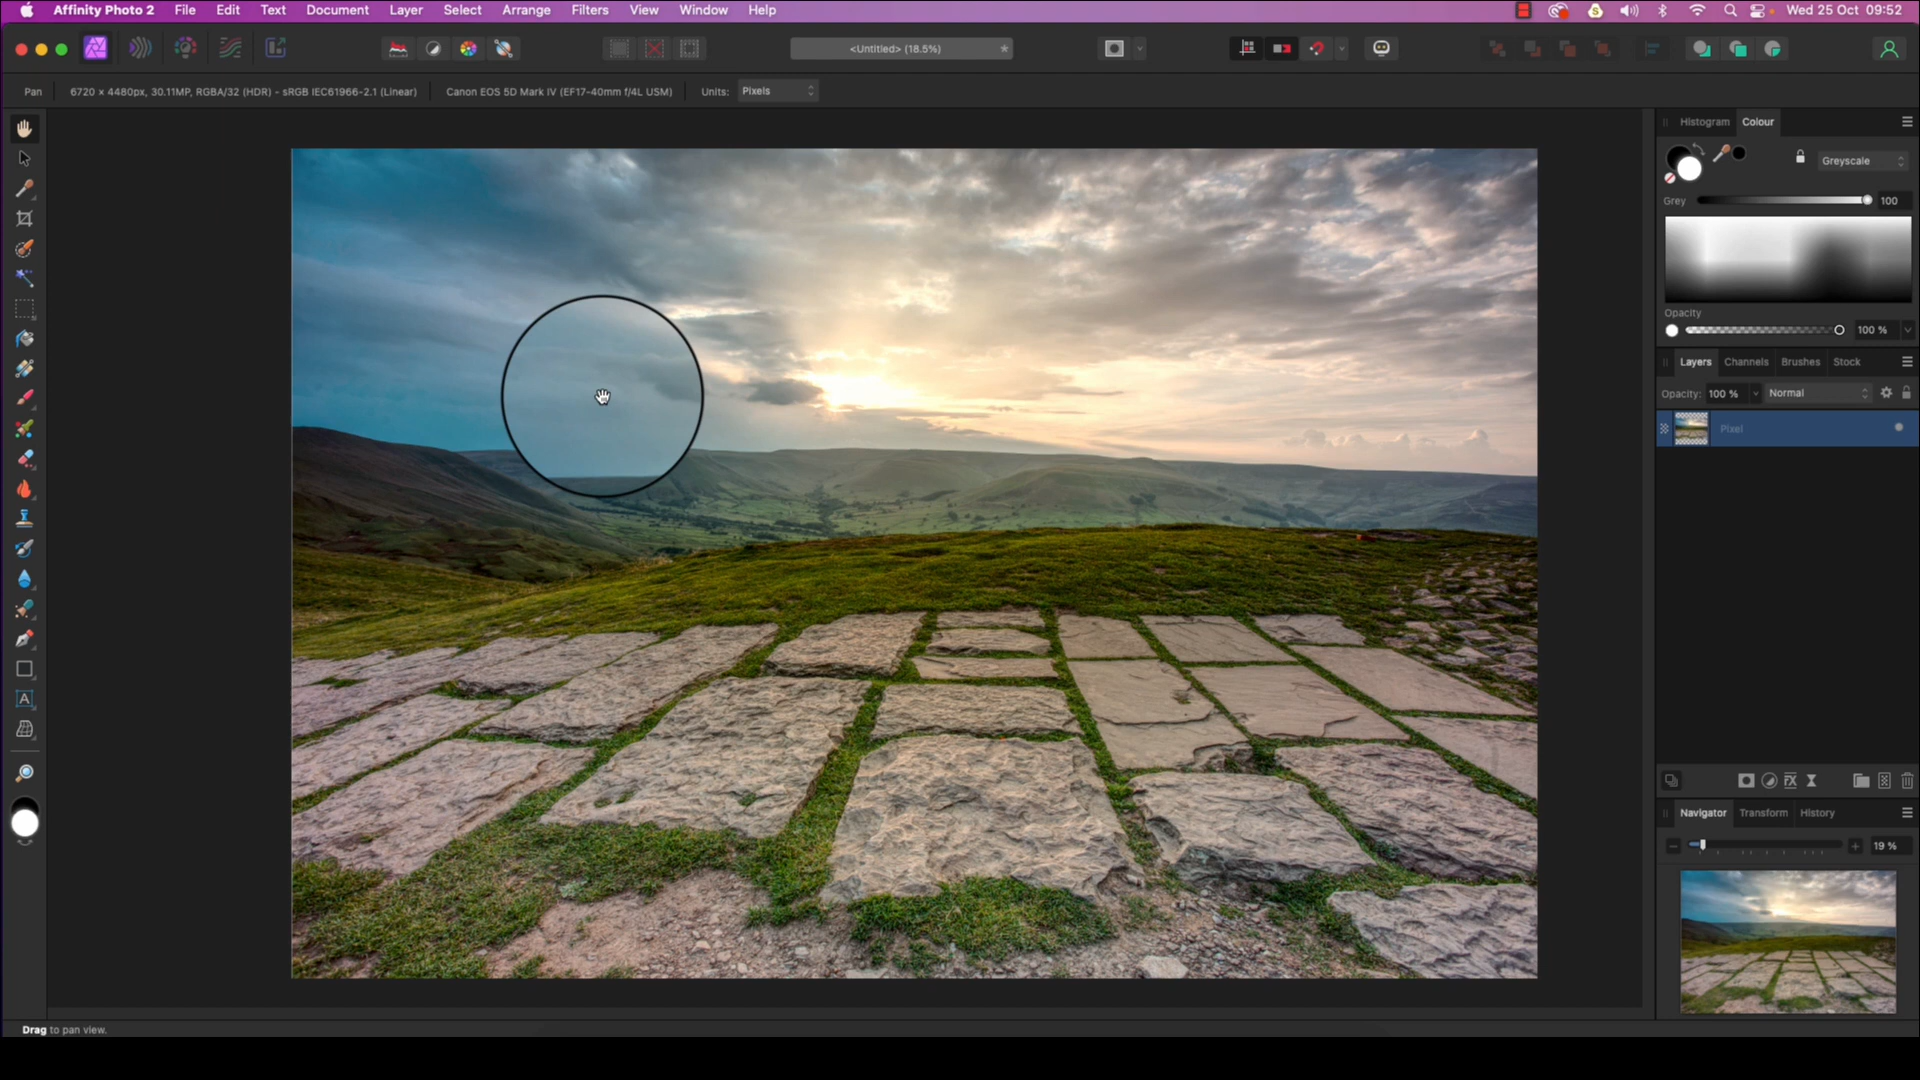 Affinity Photo 2 File Edit Text Document Layer Select Arrange Filters View Window Help Wed 25 Oct 09:52
<Untitled> (18.5%)
Pan 6720 × 4480px, 30.11MP, RGBA/32 (HDR) - sRGB IEC61966-2.1 (Linear) Canon EOS 5D Mark IV (EF17-40mm f/4L USM) Units: Pixels
Histogram Colour
Greyscale
Grey 100
Opacity
100 %
Layers Channels Brushes Stock
Opacity: 100 % Normal
Pixel
Navigator Transform History
19 %
Drag to pan view.